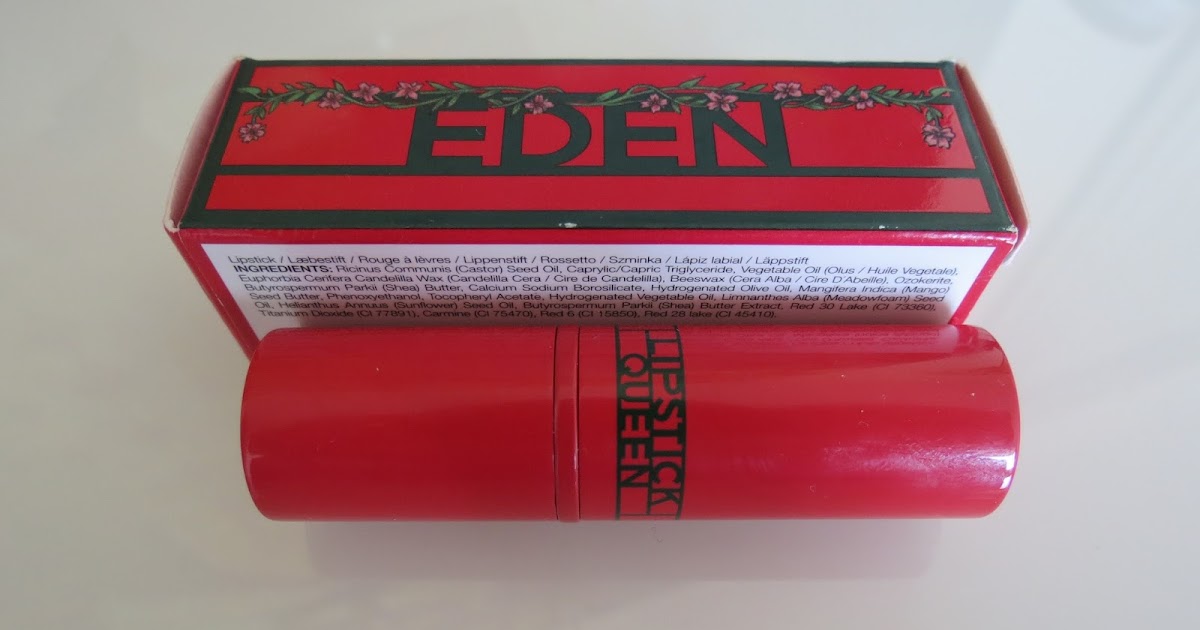 EDEN
Lipstick / Læbestift / Rouge à lèvres / Lippenstift / Rossetto / Szminka / Lápiz labial / Läppstift
INGREDIENTS: Ricinus Communis (Castor) Seed Oil, Caprylic/Capric Triglyceride, Vegetable Oil (Olus / Huile Vegetale),
Euphorbia Cerifera Candelilla Wax (Candelilla Cera / Cire de Candelilla), Beeswax (Cera Alba / Cire D'Abeille), Ozokerite,
Butyrospermum Parkii (Shea) Butter, Calcium Sodium Borosilicate, Hydrogenated Olive Oil, Mangifera Indica (Mango)
Seed Butter, Phenoxyethanol, Tocopheryl Acetate, Hydrogenated Vegetable Oil, Limnanthes Alba (Meadowfoam) Seed
Oil, Helianthus Annuus (Sunflower) Seed Oil, Butyrospermum Parkii (Shea) Butter Extract, Red 30 Lake (CI 73360),
Titanium Dioxide (CI 77891), Carmine (CI 75470), Red 6 (CI 15850), Red 28 lake (CI 45410).
LIPSTICK
QUEEN